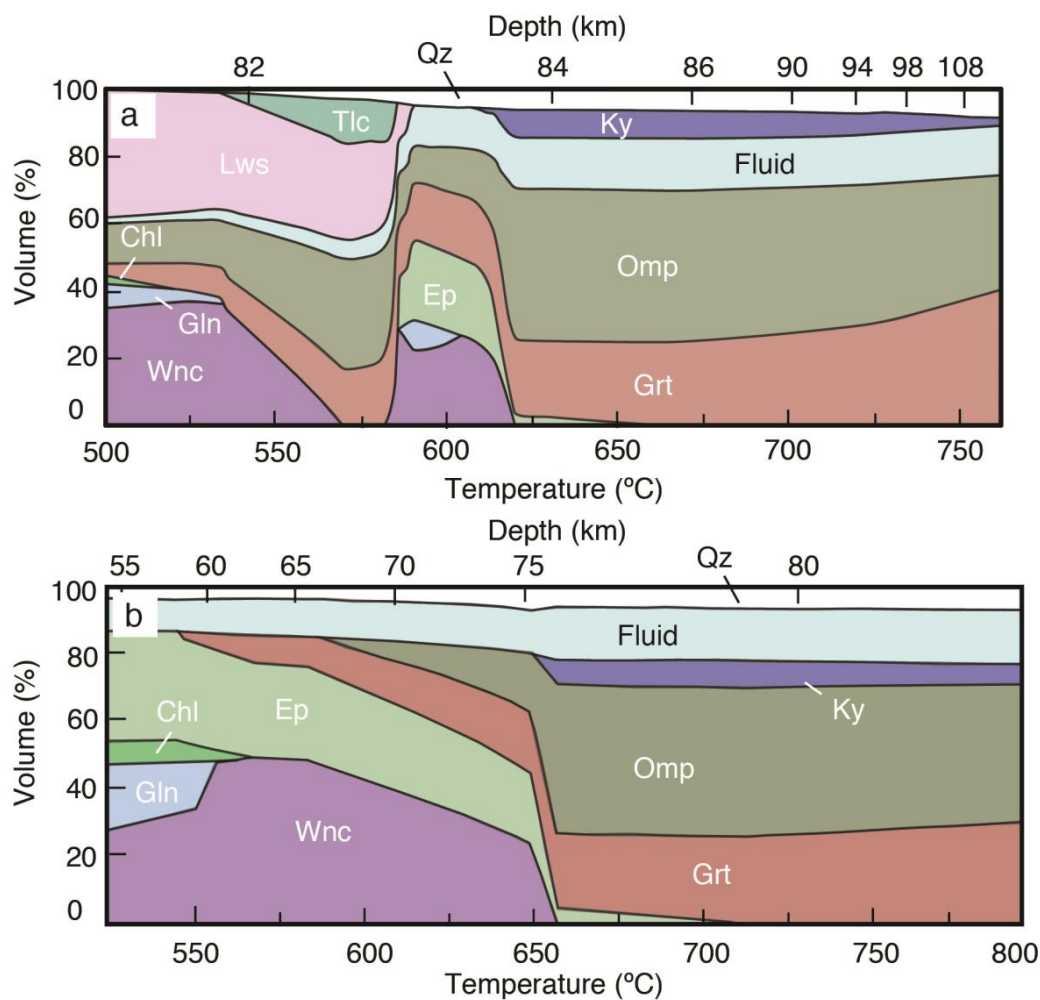 Depth (km)
Qz
82 84 86 90 94 98 108
100 80 60 40 20 0
Volume (%)
a
Tlc
Ky
Lws
Fluid
Chl
Omp
Ep
Gln
Wnc
Grt
500 550 600 650 700 750
Temperature (ºC)
Depth (km)
Qz
55 60 65 70 75 80
100 80 60 40 20 0
Volume (%)
b
Fluid
Chl
Ep
Ky
Omp
Gln
Wnc
Grt
550 600 650 700 750 800
Temperature (ºC)